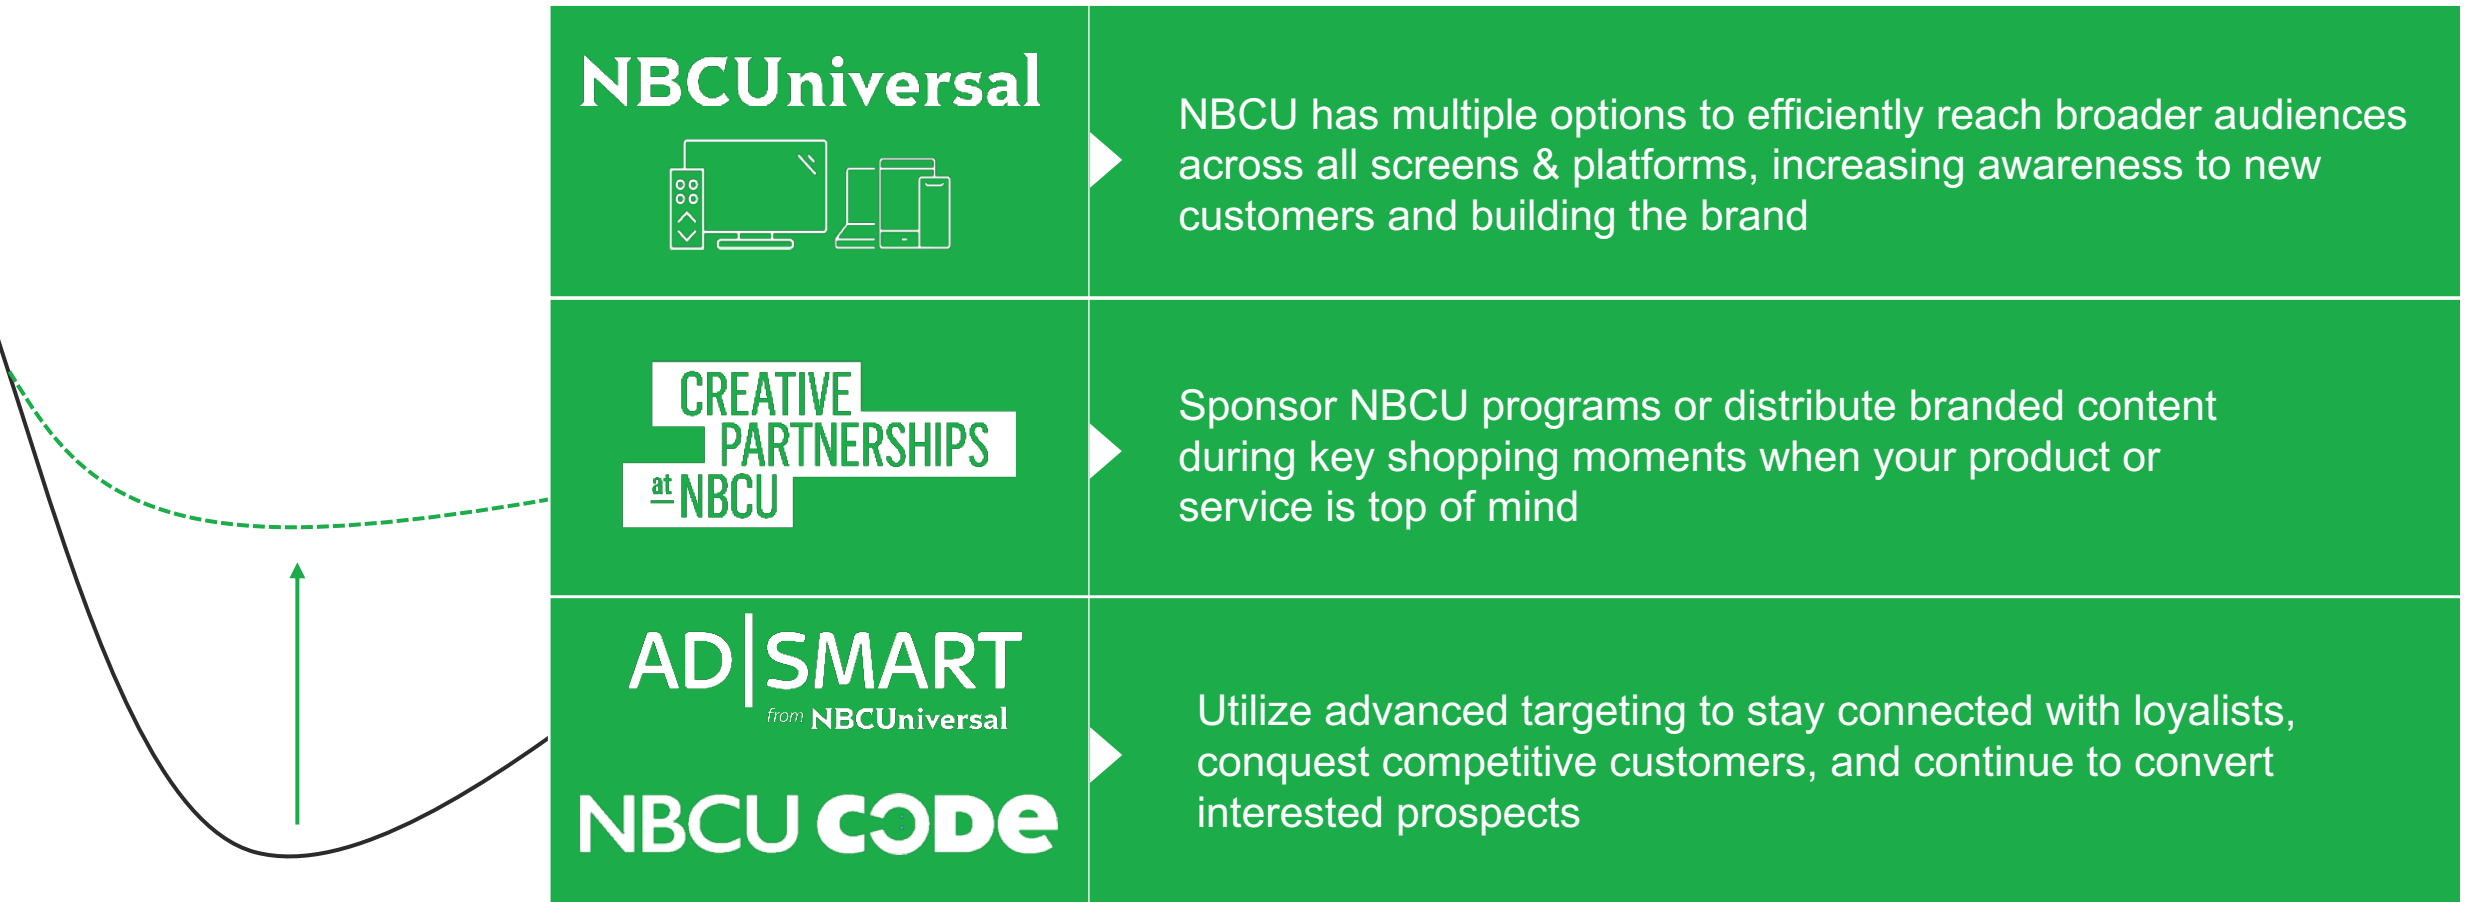 NBCUniversal
NBCU has multiple options to efficiently reach broader audiences
across all screens & platforms, increasing awareness to new
customers and building the brand
CREATIVE
PARTNERSHIPS
at NBCU
Sponsor NBCU programs or distribute branded content
during key shopping moments when your product or
service is top of mind
AD|SMART
from NBCUniversal
NBCU CODe
Utilize advanced targeting to stay connected with loyalists,
conquest competitive customers, and continue to convert
interested prospects